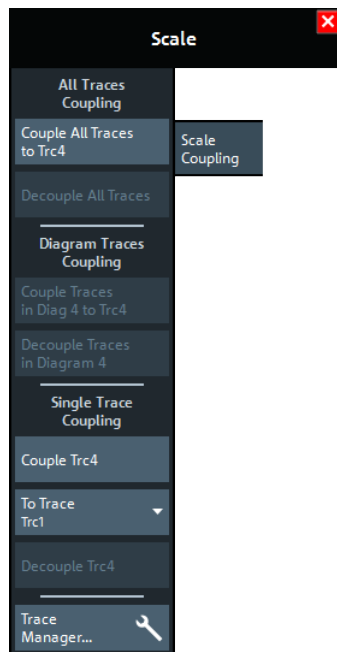 Scale
All Traces
Coupling
Couple All Traces
to Trc4
Scale
Coupling
Decouple All Traces
Diagram Traces
Coupling
Couple Traces
in Diag 4 to Trc4
Decouple Traces
in Diagram 4
Single Trace
Coupling
Couple Trc4
To Trace
Trc1
Decouple Trc4
Trace
Manager...